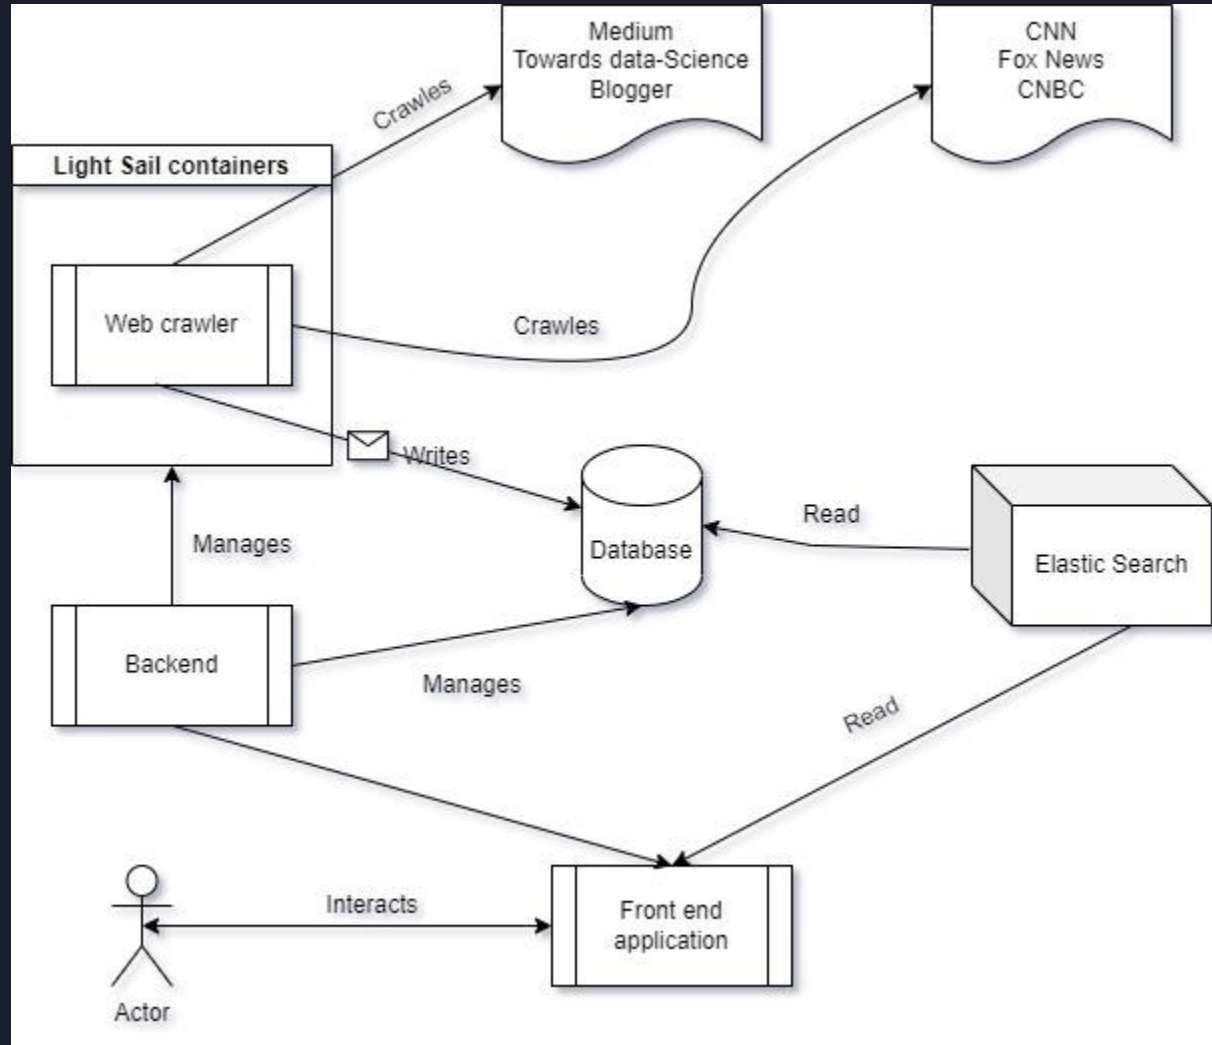 Medium
Towards data-Science
Blogger
CNN
Fox News
CNBC
Crawles
Light Sail containers
Web crawler
Crawles
Writes
Read
Database
Elastic Search
Manages
Backend
Manages
Read
Interacts
Front end
application
Actor